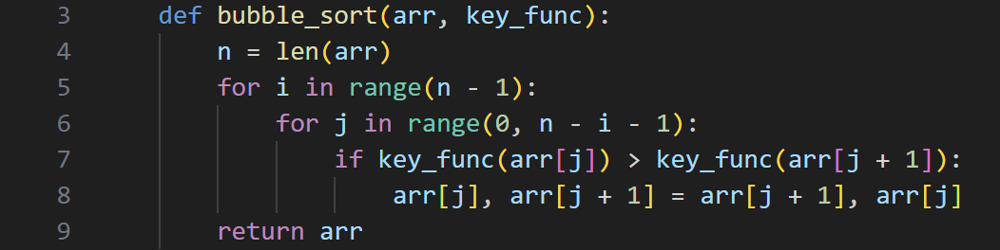 3 def bubble_sort(arr, key_func):
4 n = len(arr)
5 for i in range(n - 1):
6 for j in range(0, n - i - 1):
7 if key_func(arr[j]) > key_func(arr[j + 1]):
8 arr[j], arr[j + 1] = arr[j + 1], arr[j]
9 return arr